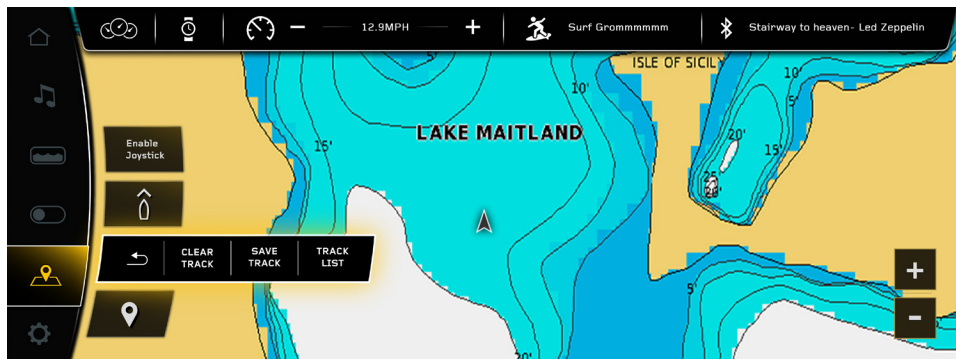 12.9MPH
Surf Grommmmmm
Stairway to heaven- Led Zeppelin
ISLE OF SICILY
5'
10'
10'
5'
LAKE MAITLAND
15'
20'
15'
25'
Enable
Joystick
CLEAR
TRACK
SAVE
TRACK
TRACK
LIST
5'
20'